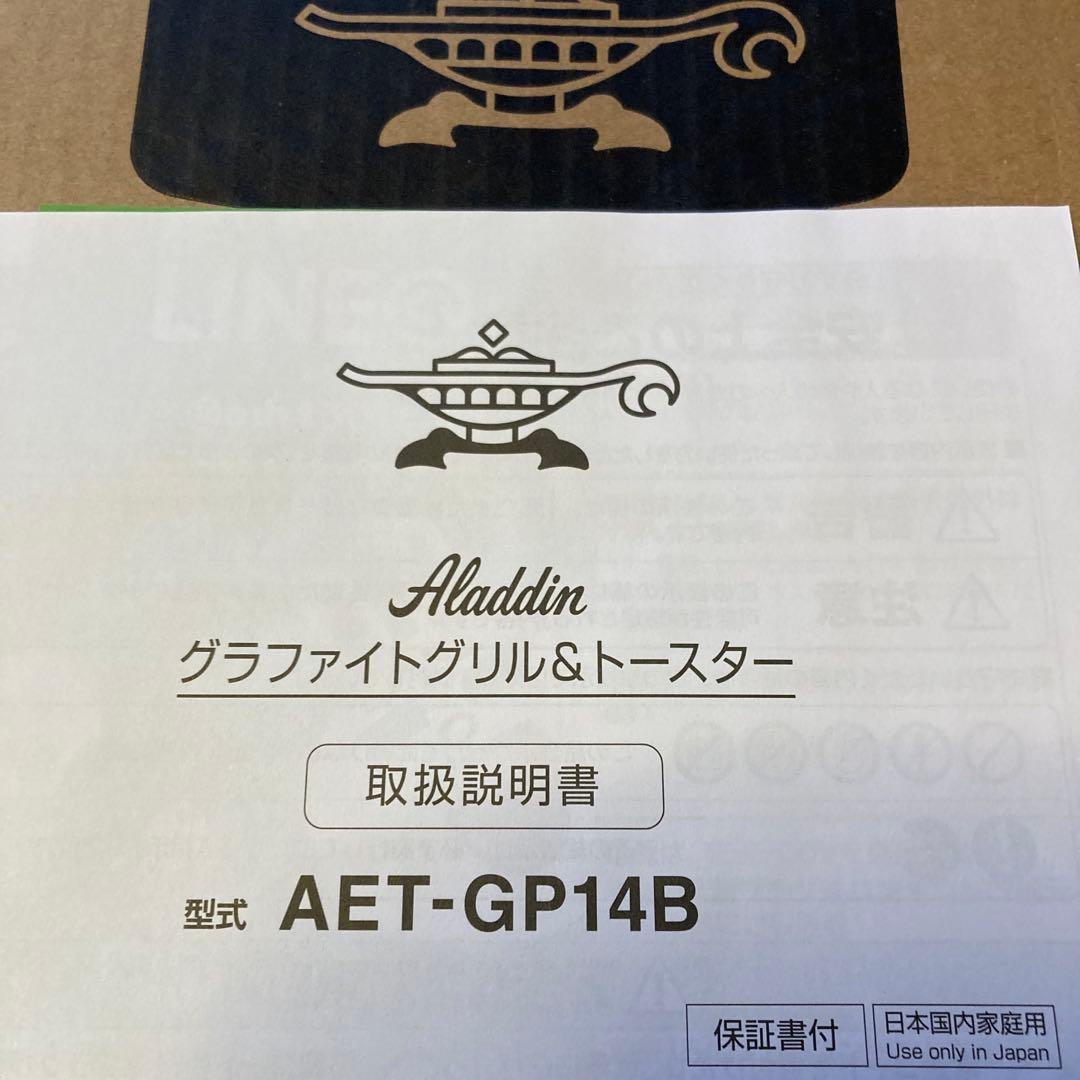 Aladdin
グラファイトグリル&トースター
取扱説明書
型式 AET-GP14B
保証書付
日本国内家庭用
Use only in Japan